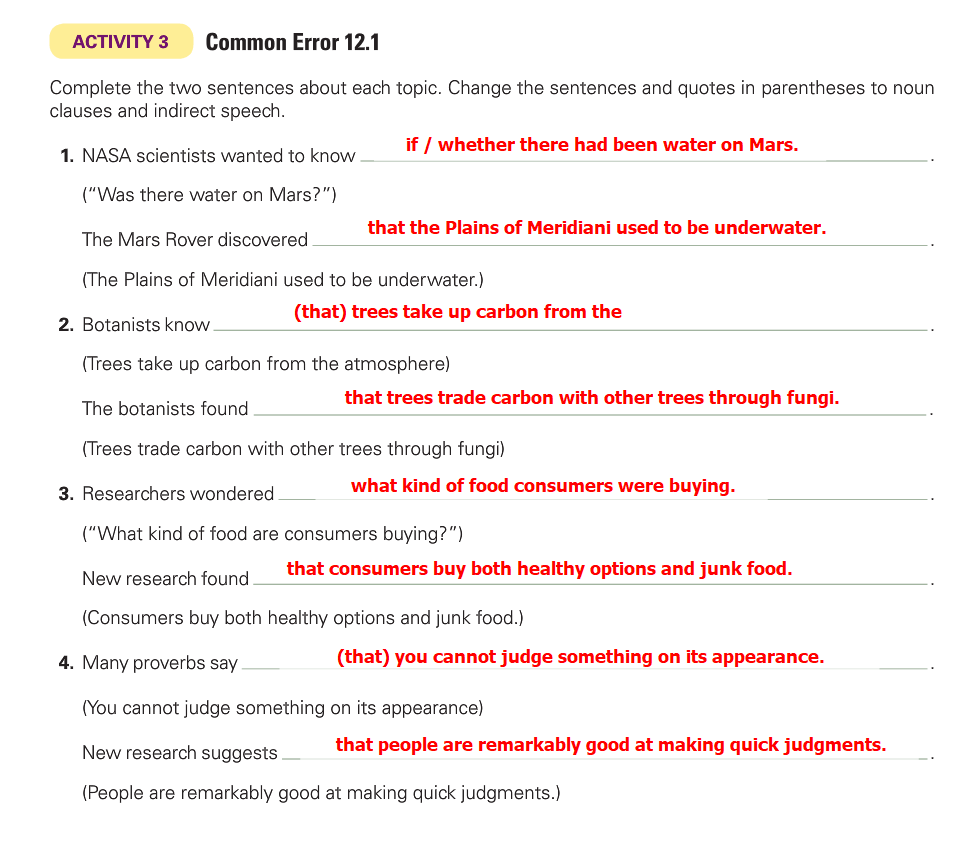 ACTIVITY 3 Common Error 12.1
Complete the two sentences about each topic. Change the sentences and quotes in parentheses to noun
clauses and indirect speech.
1. NASA scientists wanted to know if / whether there had been water on Mars. .
("Was there water on Mars?")
The Mars Rover discovered that the Plains of Meridiani used to be underwater. .
(The Plains of Meridiani used to be underwater.)
2. Botanists know (that) trees take up carbon from the .
(Trees take up carbon from the atmosphere)
The botanists found that trees trade carbon with other trees through fungi. .
(Trees trade carbon with other trees through fungi)
3. Researchers wondered what kind of food consumers were buying. .
("What kind of food are consumers buying?")
New research found that consumers buy both healthy options and junk food. .
(Consumers buy both healthy options and junk food.)
4. Many proverbs say (that) you cannot judge something on its appearance. .
(You cannot judge something on its appearance)
New research suggests that people are remarkably good at making quick judgments. .
(People are remarkably good at making quick judgments.)